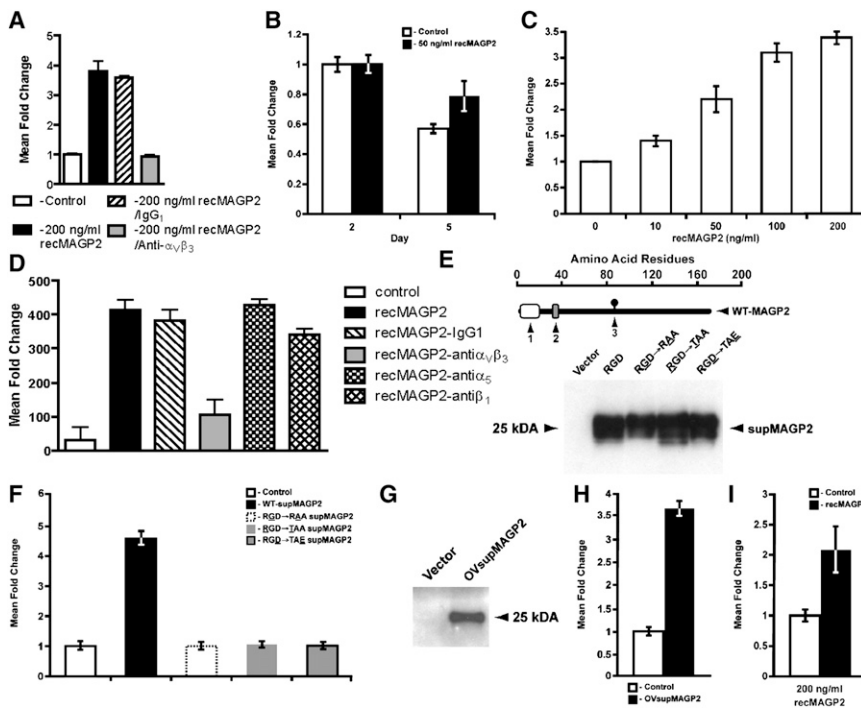 A
Mean Fold Change
5
4
3
2
1
0
-Control
-200 ng/ml recMAGP2
-200 ng/ml recMAGP2 /IgG1
-200 ng/ml recMAGP2 /Anti-αVβ3
B
Mean Fold Change
- Control
- 50 ng/ml recMAGP2
1.2
1
0.8
0.6
0.4
0.2
0
2
5
Day
C
Mean Fold Change
3.5
3
2.5
2
1.5
1
0.5
0
0
10
50
100
200
recMAGP2 (ng/ml)
D
Mean Fold Change
400
300
200
100
0
control
recMAGP2
recMAGP2-IgG1
recMAGP2-antiαVβ3
recMAGP2-antiα5
recMAGP2-antiβ1
E
Amino Acid Residues
0 40 80 120 160 200
WT-MAGP2
1 2 3
Vector
RGD
RGD→RAA
RGD→TAA
RGD→TAE
25 kDA
supMAGP2
F
Mean Fold Change
6
5
4
3
2
1
0
- Control
- WT-supMAGP2
- RGD→RAA supMAGP2
- RGD→TAA supMAGP2
- RGD→TAE supMAGP2
G
Vector
OVsupMAGP2
25 kDA
H
Mean Fold Change
4
3.5
3
2.5
2
1.5
1
0.5
0
- Control
- OVsupMAGP2
I
Mean Fold Change
- Control
- recMAGP
3
2.5
2
1.5
1
0.5
0
200 ng/ml
recMAGP2